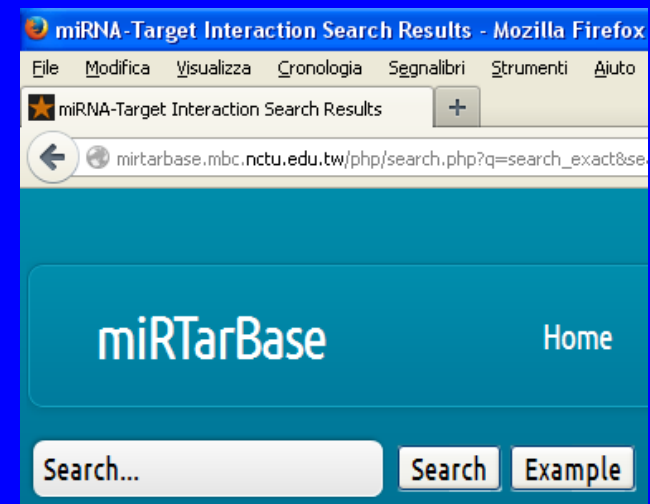 miRNA-Target Interaction Search Results - Mozilla Firefox
File Modifica Visualizza Cronologia Segnalibri Strumenti Aiuto
miRNA-Target Interaction Search Results +
mirtarbase.mbc.nctu.edu.tw/php/search.php?q=search_exact&sea
miRTarBase Home
Search... Search Example